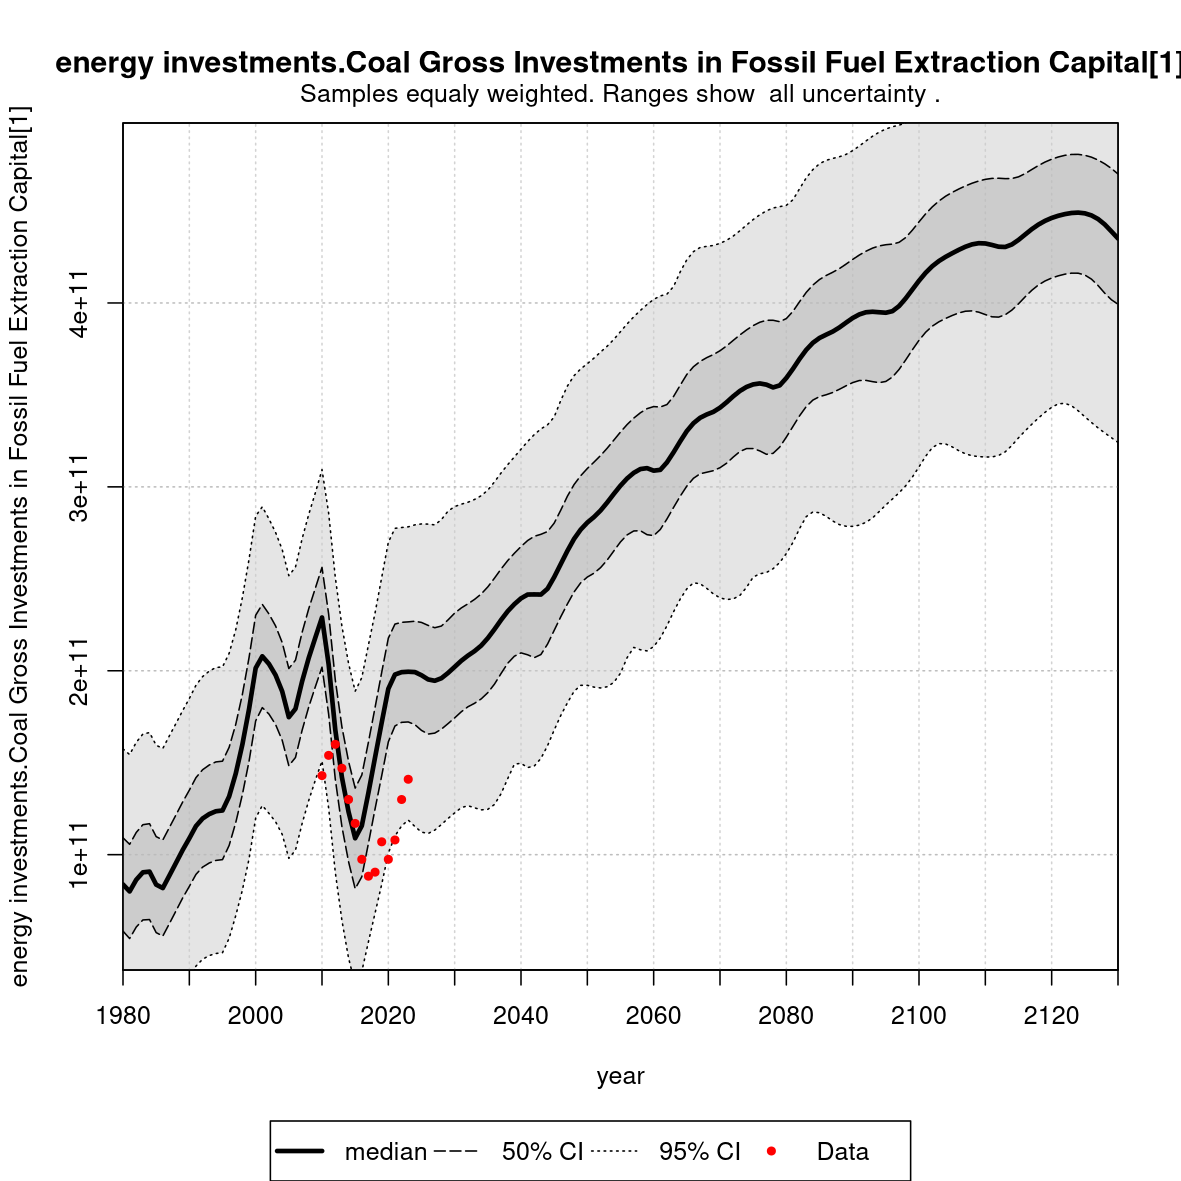 energy investments.Coal Gross Investments in Fossil Fuel Extraction Capital[1]
Samples equaly weighted. Ranges show  all uncertainty .
energy investments.Coal Gross Investments in Fossil Fuel Extraction Capital[1]
4e+11
3e+11
2e+11
1e+11
1980 2000 2020 2040 2060 2080 2100 2120
year
median 50% CI 95% CI Data